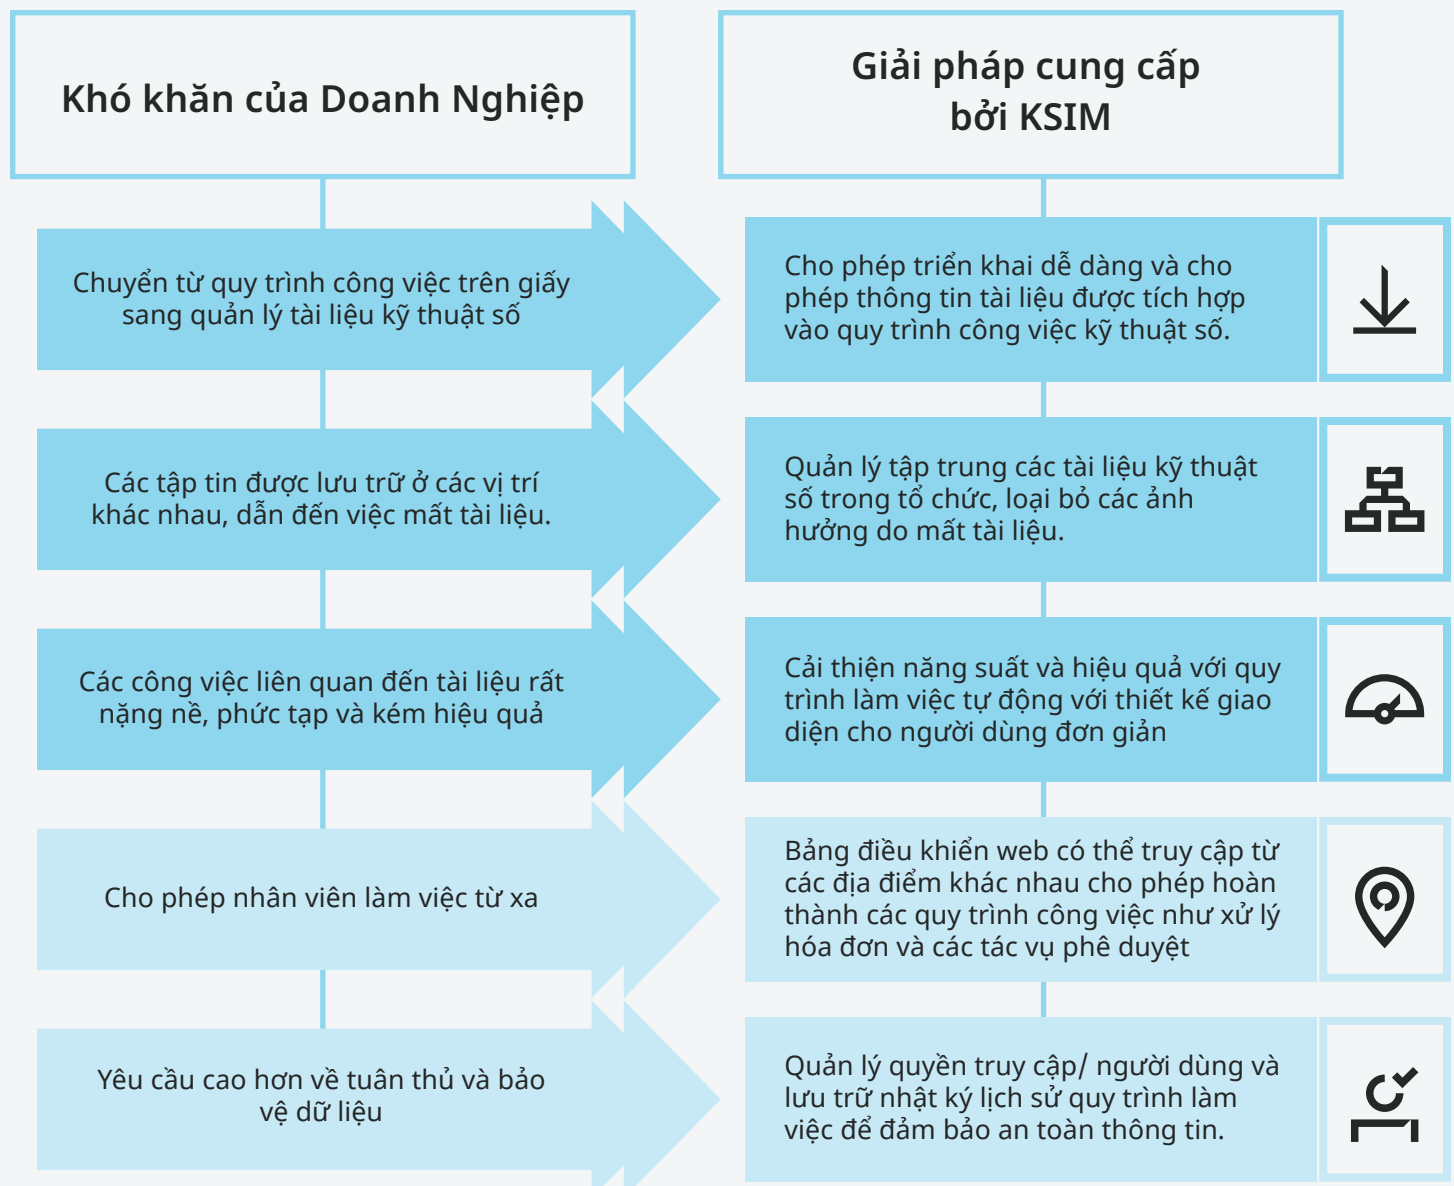 Khó khăn của Doanh Nghiệp
Giải pháp cung cấp
bởi KSIM
Chuyển từ quy trình công việc trên giấy
sang quản lý tài liệu kỹ thuật số
Cho phép triển khai dễ dàng và cho
phép thông tin tài liệu được tích hợp
vào quy trình công việc kỹ thuật số.
Các tập tin được lưu trữ ở các vị trí
khác nhau, dẫn đến việc mất tài liệu.
Quản lý tập trung các tài liệu kỹ thuật
số trong tổ chức, loại bỏ các ảnh
hưởng do mất tài liệu.
Các công việc liên quan đến tài liệu rất
nặng nề, phức tạp và kém hiệu quả
Cải thiện năng suất và hiệu quả với quy
trình làm việc tự động với thiết kế giao
diện cho người dùng đơn giản
Cho phép nhân viên làm việc từ xa
Bảng điều khiển web có thể truy cập từ
các địa điểm khác nhau cho phép hoàn
thành các quy trình công việc như xử lý
hóa đơn và các tác vụ phê duyệt
Yêu cầu cao hơn về tuân thủ và bảo
vệ dữ liệu
Quản lý quyền truy cập/ người dùng và
lưu trữ nhật ký lịch sử quy trình làm
việc để đảm bảo an toàn thông tin.